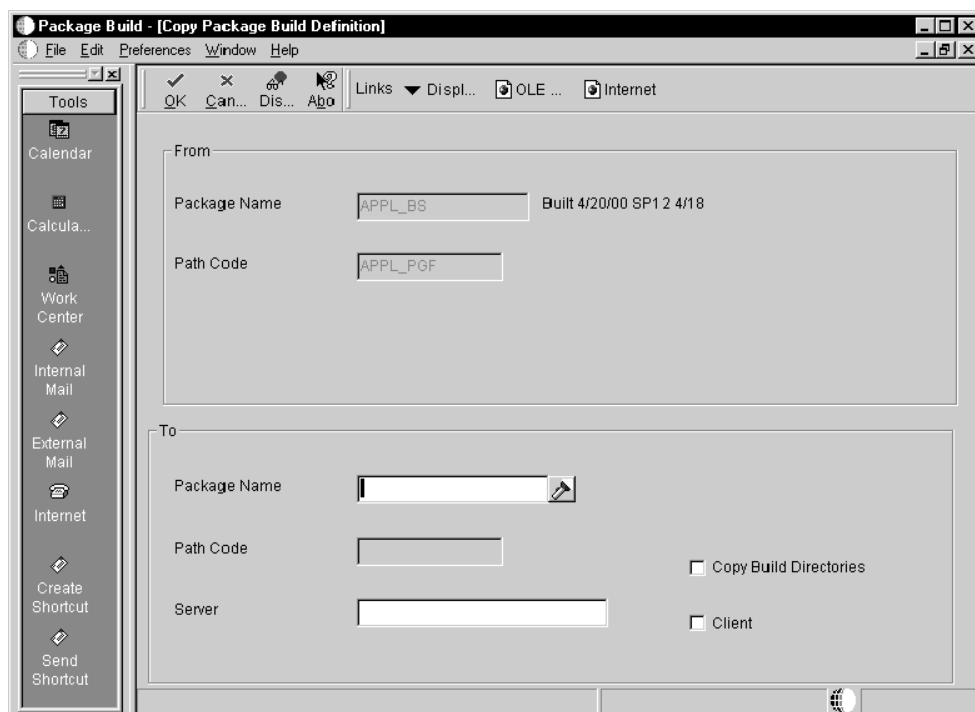 Package Build - [Copy Package Build Definition]
File Edit Preferences Window Help
Tools
OK Can... Dis... Abo Links Displ... OLE ... Internet
Calendar
Calcula...
Work
Center
Internal
Mail
External
Mail
Internet
Create
Shortcut
Send
Shortcut
From
Package Name APPL_BS Built 4/20/00 SP12 4/18
Path Code APPL_PGF
To
Package Name
Path Code
Copy Build Directories
Server
Client